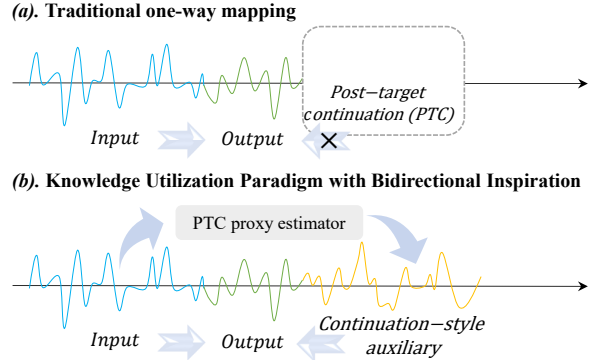 (a). Traditional one-way mapping
Post−target
continuation (PTC)
Input
Output
(b). Knowledge Utilization Paradigm with Bidirectional Inspiration
PTC proxy estimator
Input
Output
Continuation−style
auxiliary